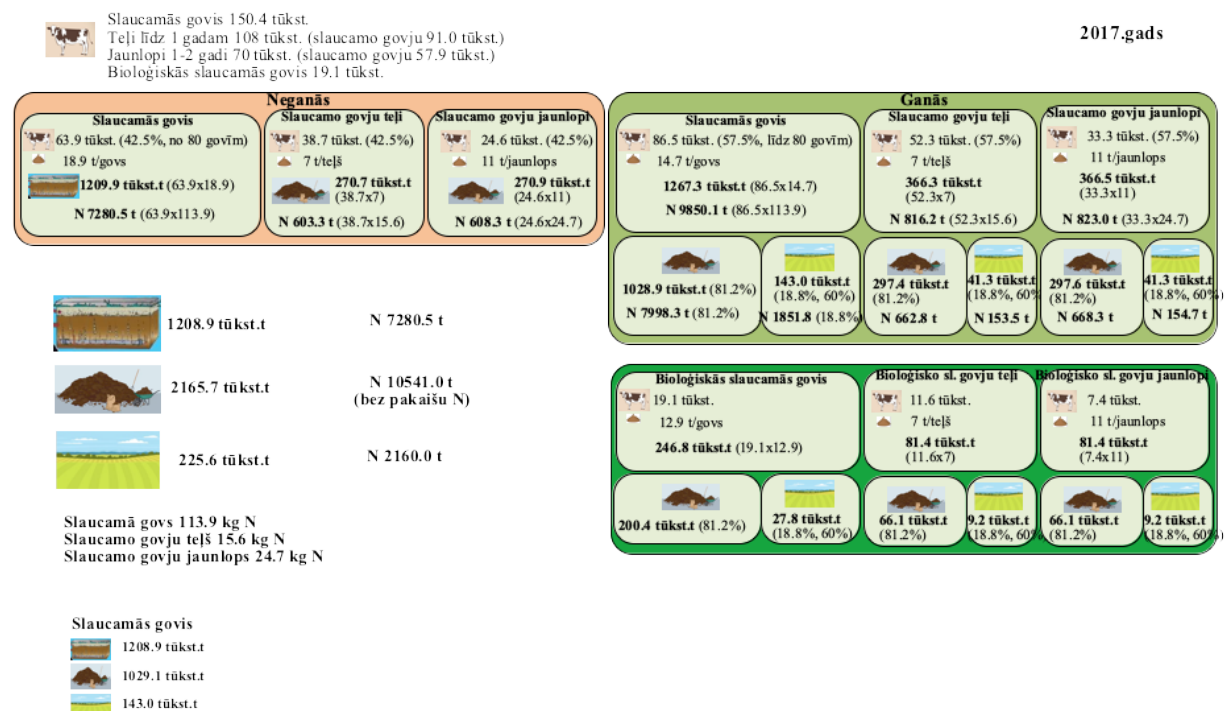 Slaucamās govis 150.4 tūkst.
Teļi līdz 1 gadam 108 tūkst. (slaucamo govju 91.0 tūkst.)
Jaunlopi 1-2 gadi 70 tūkst. (slaucamo govju 57.9 tūkst.)
Bioloģiskās slaucamās govis 19.1 tūkst.
2017.gads
Neganās
Slaucamās govis
63.9 tūkst. (42.5%, no 80 govīm)
18.9 t/govs
1209.9 tūkst.t (63.9x18.9)
N 7280.5 t (63.9x113.9)
Slaucamo govju teļi
38.7 tūkst. (42.5%)
7 t/teļš
270.7 tūkst.t
(38.7x7)
N 603.3 t (38.7x15.6)
Slaucamo govju jaunlopi
24.6 tūkst. (42.5%)
11 t/jaunlops
270.9 tūkst.t
(24.6x11)
N 608.3 t (24.6x24.7)
Ganās
Slaucamās govis
86.5 tūkst. (57.5%, līdz 80 govīm)
14.7 t/govs
1267.3 tūkst.t (86.5x14.7)
N 9850.1 t (86.5x113.9)
Slaucamo govju teļi
52.3 tūkst. (57.5%)
7 t/teļš
366.3 tūkst.t
(52.3x7)
N 816.2 t (52.3x15.6)
Slaucamo govju jaunlopi
33.3 tūkst. (57.5%)
11 t/jaunlops
366.5 tūkst.t
(33.3x11)
N 823.0 t (33.3x24.7)
1028.9 tūkst.t (81.2%)
N 7998.3 t (81.2%)
143.0 tūkst.t
(18.8%, 60%)
N 1851.8 (18.8%
297.4 tūkst.t
(81.2%)
N 662.8 t
41.3 tūkst.t
(18.8%, 60%
N 153.5 t
297.6 tūkst.t
(81.2%)
N 668.3 t
41.3 tūkst.t
(18.8%, 60%)
N 154.7 t
1208.9 tūkst.t
N 7280.5 t
2165.7 tūkst.t
N 10541.0 t
(bez pakaišu N)
225.6 tūkst.t
N 2160.0 t
Bioloģiskās slaucamās govis
19.1 tūkst.
12.9 t/govs
246.8 tūkst.t (19.1x12.9)
Bioloģisko sl. govju teļi
11.6 tūkst.
7 t/teļš
81.4 tūkst.t
(11.6x7)
Bioloģisko sl. govju jaunlopi
7.4 tūkst.
11 t/jaunlops
81.4 tūkst.t
(7.4x11)
200.4 tūkst.t (81.2%)
27.8 tūkst.t
(18.8%, 60%)
66.1 tūkst.t
(81.2%)
9.2 tūkst.t
(18.8%, 60%
66.1 tūkst.t
(81.2%)
9.2 tūkst.t
(18.8%, 60%)
Slaucamā govs 113.9 kg N
Slaucamo govju teļš 15.6 kg N
Slaucamo govju jaunlops 24.7 kg N
Slaucamās govis
1208.9 tūkst.t
1029.1 tūkst.t
143.0 tūkst.t